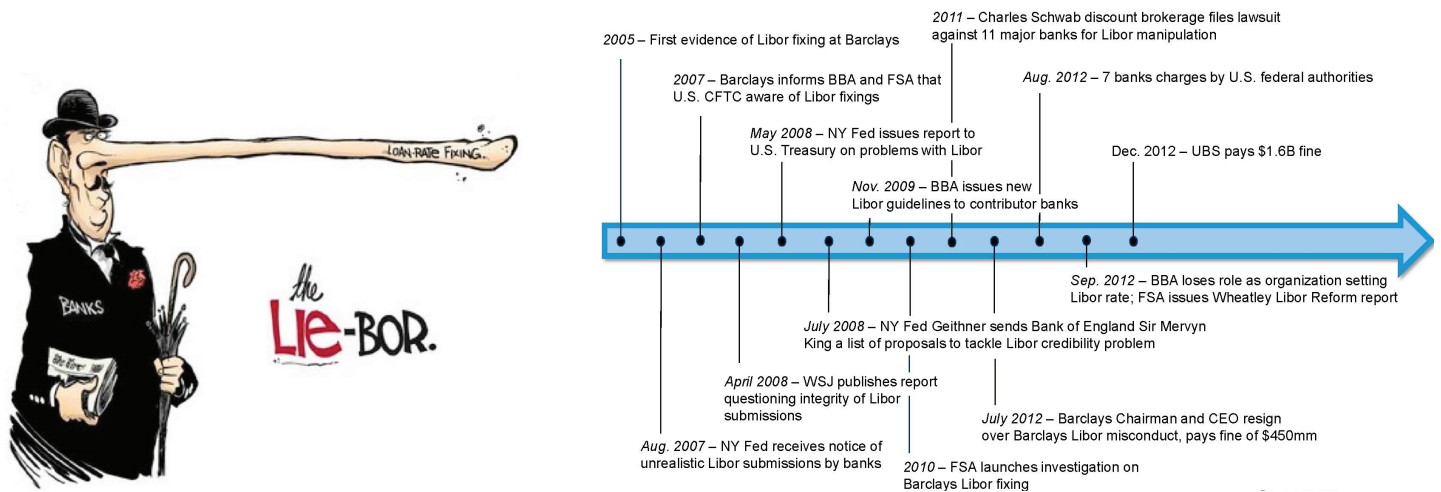 LOAN-RATE FIXING..
BANKS
the
LIE-BOR.
2005 – First evidence of Libor fixing at Barclays
2007 – Barclays informs BBA and FSA that
U.S. CFTC aware of Libor fixings
May 2008 – NY Fed issues report to
U.S. Treasury on problems with Libor
Nov. 2009 – BBA issues new
Libor guidelines to contributor banks
2011 – Charles Schwab discount brokerage files lawsuit
against 11 major banks for Libor manipulation
Aug. 2012 – 7 banks charges by U.S. federal authorities
Dec. 2012 – UBS pays $1.6B fine
Sep. 2012 – BBA loses role as organization setting
Libor rate; FSA issues Wheatley Libor Reform report
July 2008 – NY Fed Geithner sends Bank of England Sir Mervyn
King a list of proposals to tackle Libor credibility problem
April 2008 – WSJ publishes report
questioning integrity of Libor
submissions
July 2012 – Barclays Chairman and CEO resign
over Barclays Libor misconduct, pays fine of $450mm
Aug. 2007 – NY Fed receives notice of
unrealistic Libor submissions by banks
2010 – FSA launches investigation on
Barclays Libor fixing